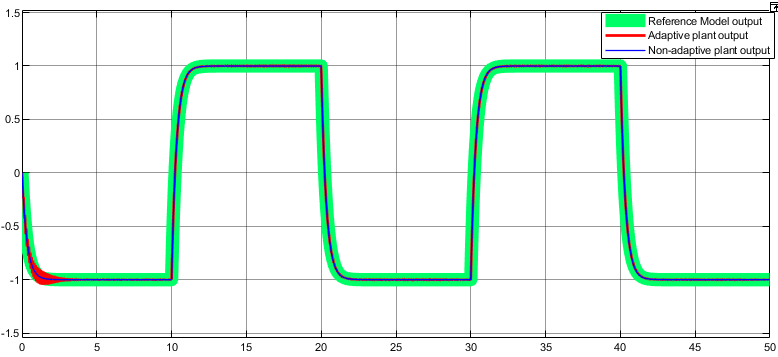 1.5
Reference Model output
Adaptive plant output
Non-adaptive plant output
1
0.5
0
-0.5
-1
-1.5
0 5 10 15 20 25 30 35 40 45 50